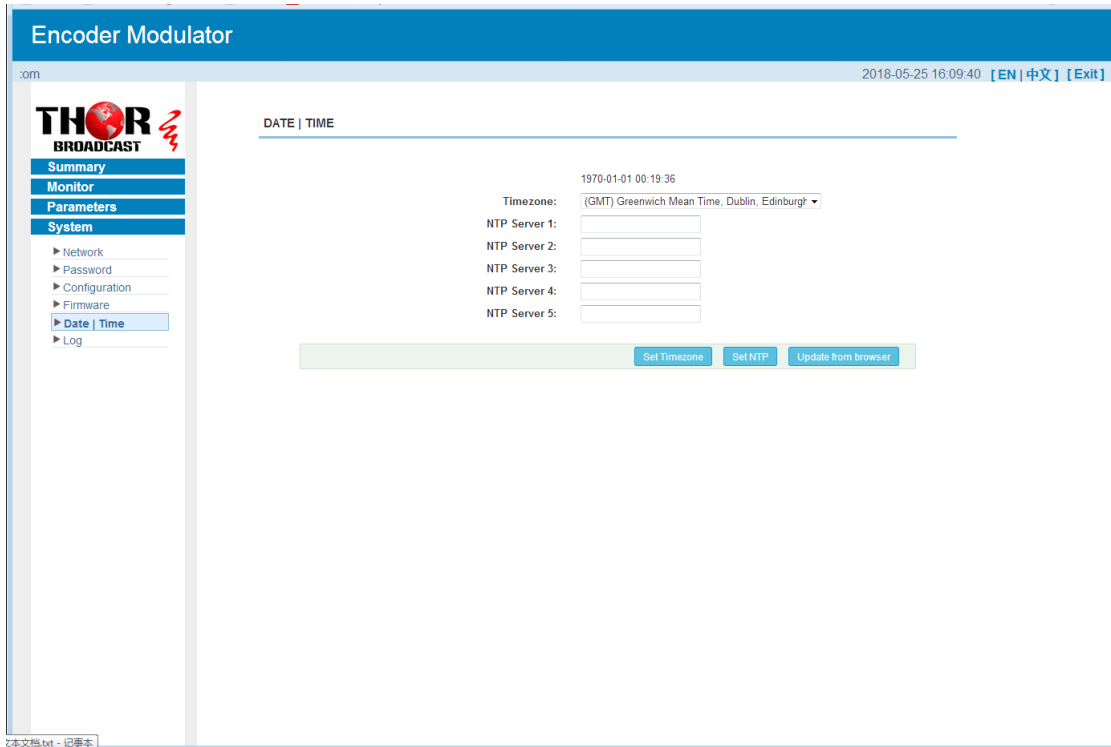 Encoder Modulator
:om
2018-05-25 16:09:40 [ EN | 中文 ] [ Exit ]
THOR
BROADCAST
Summary
Monitor
Parameters
System
Network
Password
Configuration
Firmware
Date | Time
Log
DATE | TIME
1970-01-01 00:19:36
Timezone: (GMT) Greenwich Mean Time, Dublin, Edinburgh
NTP Server 1:
NTP Server 2:
NTP Server 3:
NTP Server 4:
NTP Server 5:
Set Timezone Set NTP Update from browser
文本文档.txt - 记事本